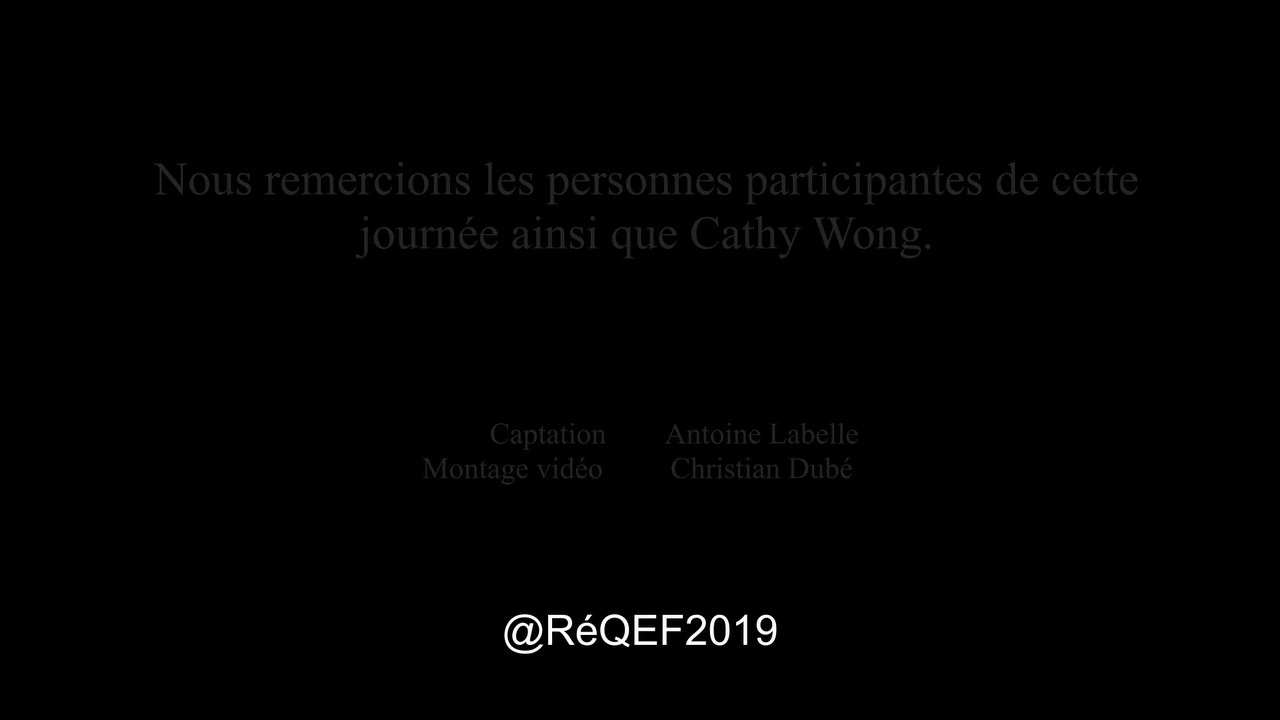 Nous remercions les personnes participantes de cette
journée ainsi que Cathy Wong.
Captation Antoine Labelle
Montage vidéo Christian Dubé
@RéQEF2019